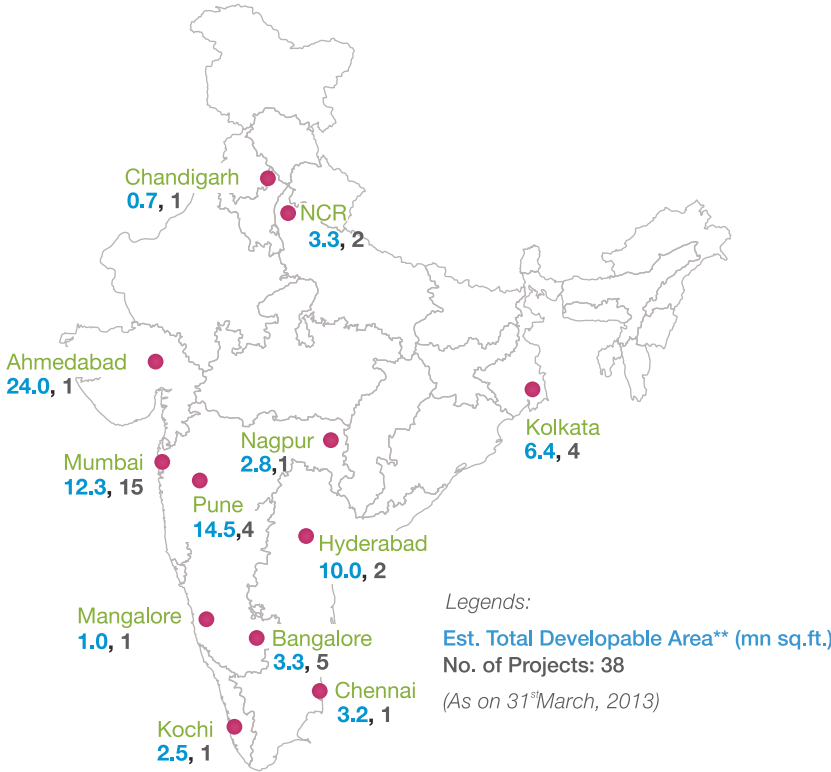 Chandigarh
0.7, 1
NCR
3.3, 2
Ahmedabad
24.0, 1
Kolkata
6.4, 4
Nagpur
2.8,1
Mumbai
12.3, 15
Pune
14.5,4
Hyderabad
10.0, 2
Legends:
Est. Total Developable Area** (mn sq.ft.)
No. of Projects: 38
(As on 31stMarch, 2013)
Mangalore
1.0, 1
Bangalore
3.3, 5
Chennai
3.2, 1
Kochi
2.5, 1